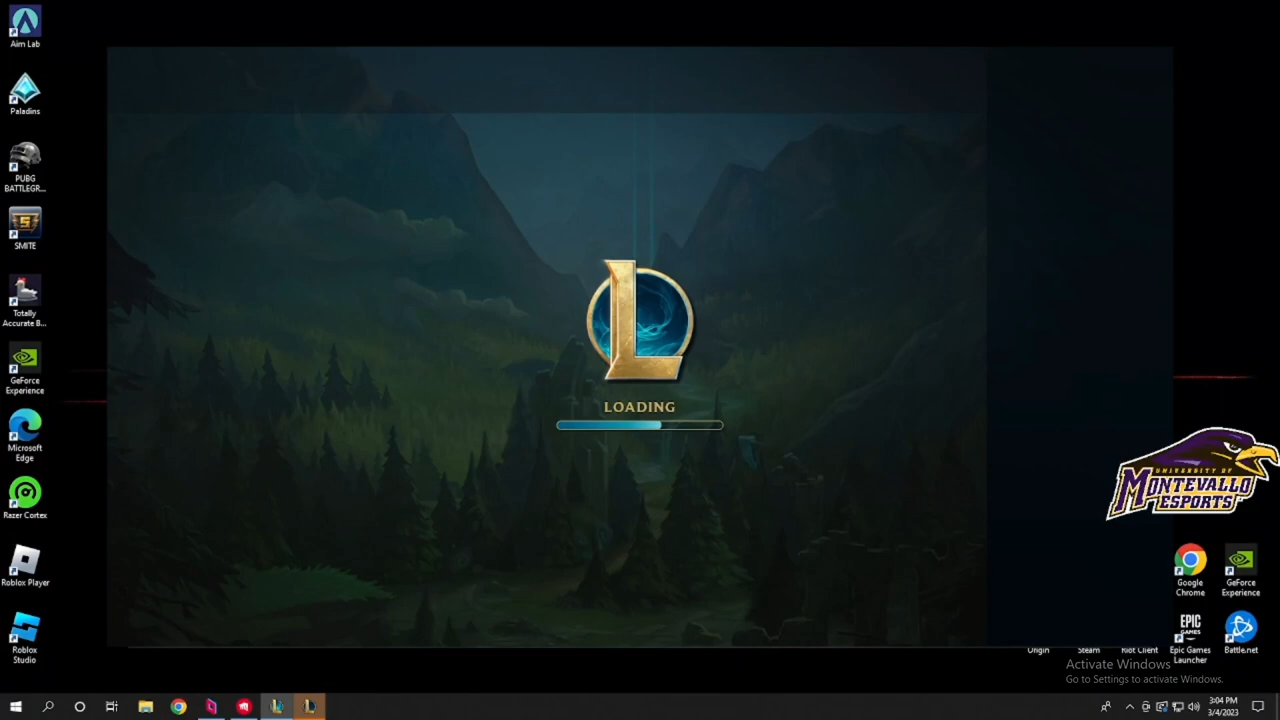 Aim Lab
Paladins
PUBG
BATTLEGR...
SMITE
Totally
Accurate B...
GeForce
Experience
Microsoft
Edge
Razer Cortex
Roblox Player
Roblox
Studio
LOADING
UNIVERSITY OF
MONTEVALLO
ESPORTS
Google
Chrome
GeForce
Experience
EPIC
GAMES
Origin
Steam
Riot Client
Epic Games
Launcher
Battle.net
Activate Windows
Go to Settings to activate Windows.
3:04 PM
3/4/2023